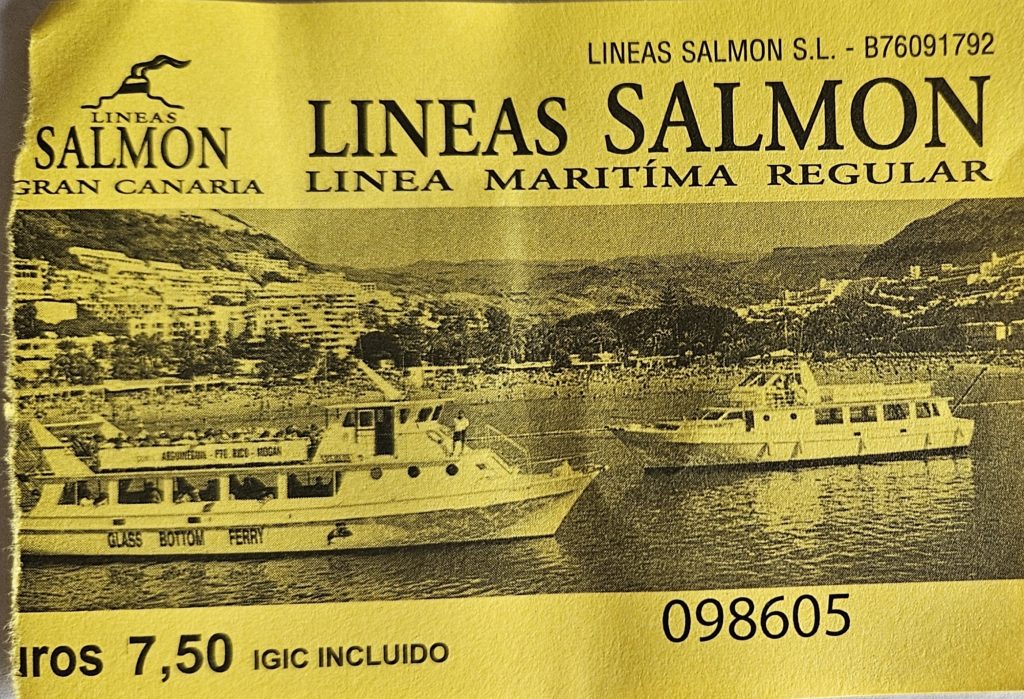 LINEAS SALMON S.L. - B76091792
LINEAS
SALMON
GRAN CANARIA
LINEAS SALMON
LINEA MARITÍMA REGULAR
ARGUINEGUIN - PTO. RICO - MOGAN
GLASS BOTTOM FERRY
098605
uros 7,50 IGIC INCLUIDO